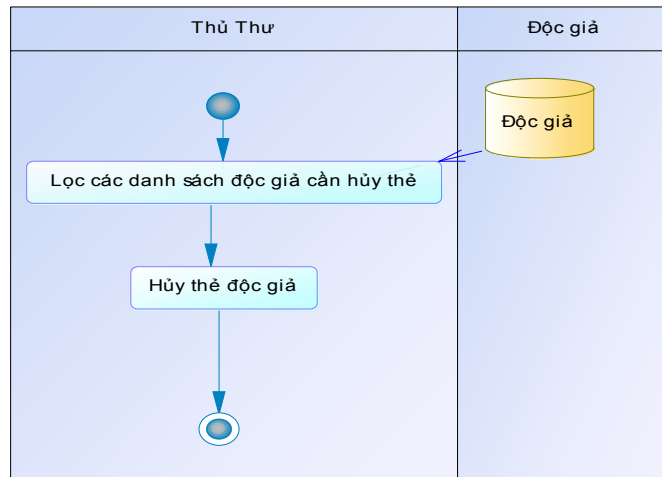 Thủ Thư
Độc giả
Độc giả
Lọc các danh sách độc giả cần hủy thẻ
Hủy thẻ độc giả